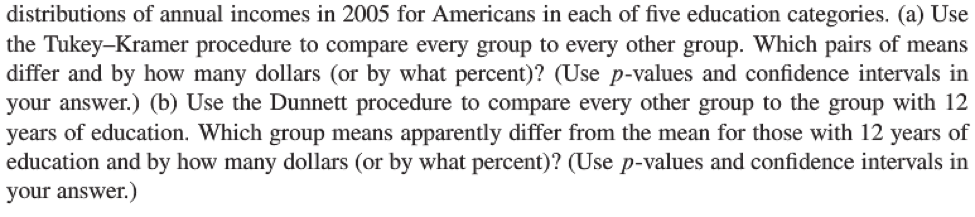 distributions of annual incomes in 2005 for Americans in each of five education categories. (a) Use
the Tukey–Kramer procedure to compare every group to every other group. Which pairs of means
differ and by how many dollars (or by what percent)? (Use p-values and confidence intervals in
your answer.) (b) Use the Dunnett procedure to compare every other group to the group with 12
years of education. Which group means apparently differ from the mean for those with 12 years of
education and by how many dollars (or by what percent)? (Use p-values and confidence intervals in
your answer.)